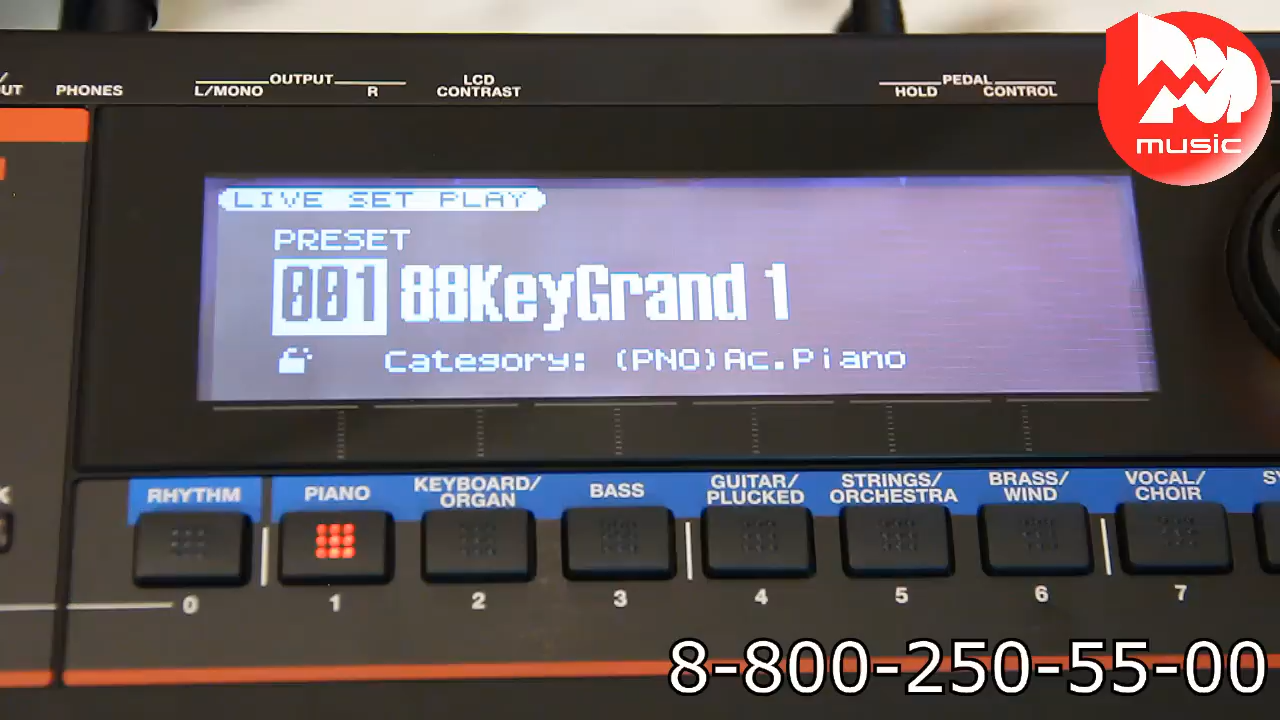 POP
music
OUTPUT
LCD
PEDAL
PHONES
L/MONO
R
CONTRAST
HOLD
CONTROL
LIVE SET PLAY
PRESET
001 88KeyGrand 1
Category: (PNO)Ac.Piano
RHYTHM
PIANO
KEYBOARD/
ORGAN
BASS
GUITAR/
PLUCKED
STRINGS/
ORCHESTRA
BRASS/
WIND
VOCAL/
CHOIR
0 1 2 3 4 5 6 7
8-800-250-55-00